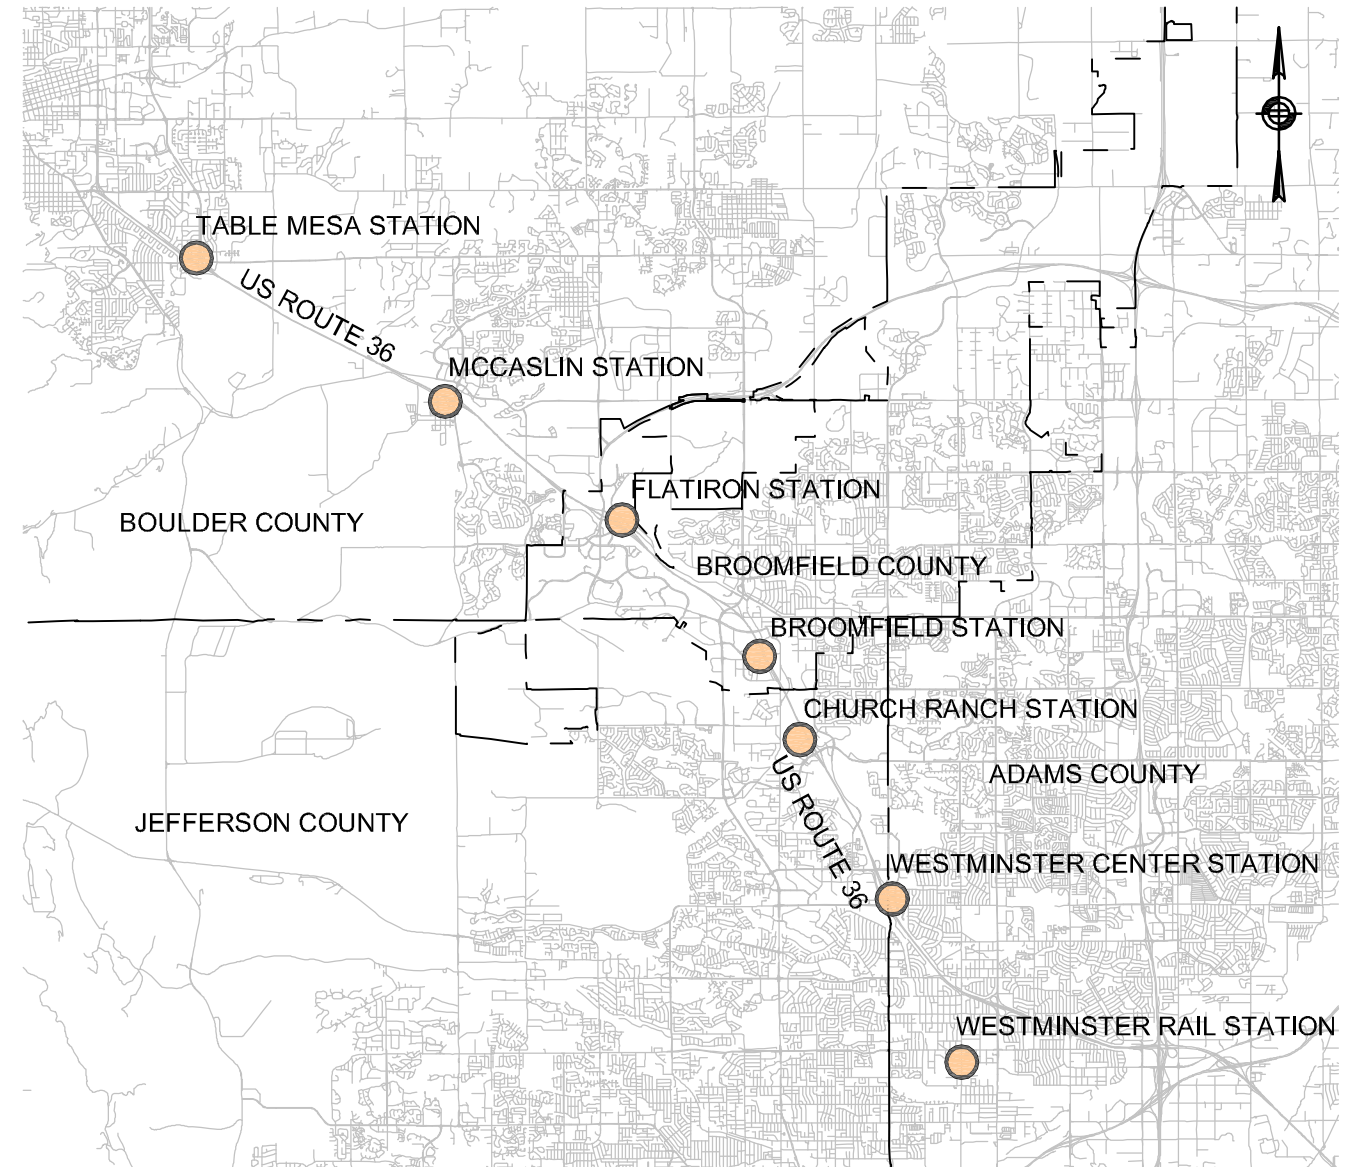 TABLE MESA STATION
US ROUTE 36
MCCASLIN STATION
FLATIRON STATION
BOULDER COUNTY
BROOMFIELD COUNTY
BROOMFIELD STATION
CHURCH RANCH STATION
US ROUTE 36
ADAMS COUNTY
JEFFERSON COUNTY
WESTMINSTER CENTER STATION
WESTMINSTER RAIL STATION